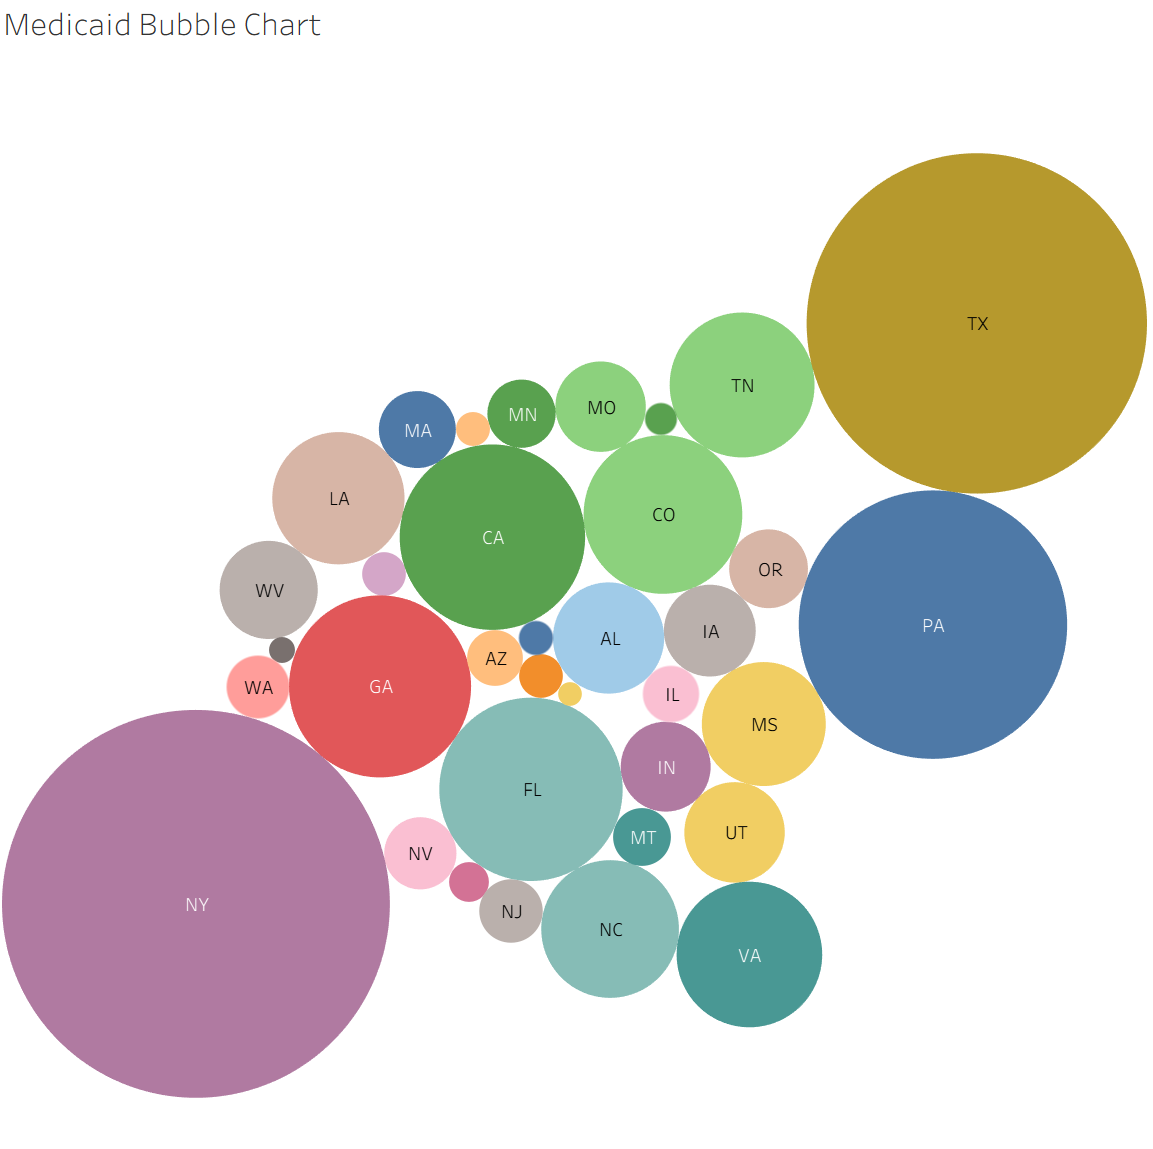 Medicaid Bubble Chart
TX
TN
MO
MN
MA
LA
CO
CA
OR
WV
PA
IA
AL
AZ
WA
GA
IL
MS
IN
FL
UT
MT
NV
NY
NJ
NC
VA